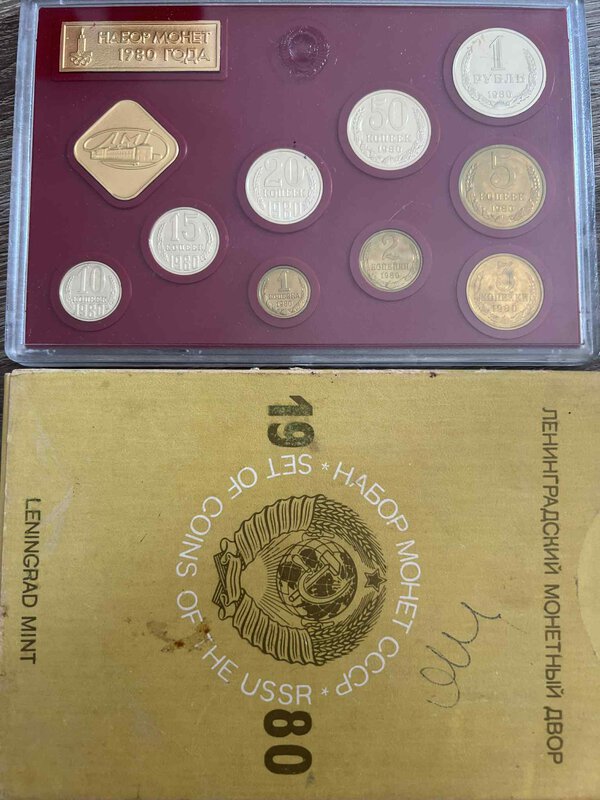 НАБОР МОНЕТ
1980 ГОДА
ЛМД
1
РУБЛЬ
1980
50
КОПЕЕК
1980
20
КОПЕЕК
1980
5
КОПЕЕК
1980
15
КОПЕЕК
1980
2
КОПЕЙКИ
1980
10
КОПЕЕК
1980
1
КОПЕЙКА
1980
3
КОПЕЙКИ
1980
ЛЕНИНГРАДСКИЙ МОНЕТНЫЙ ДВОР
19 80
* НАБОР МОНЕТ СССР *
SET OF COINS OF THE USSR
LENINGRAD MINT